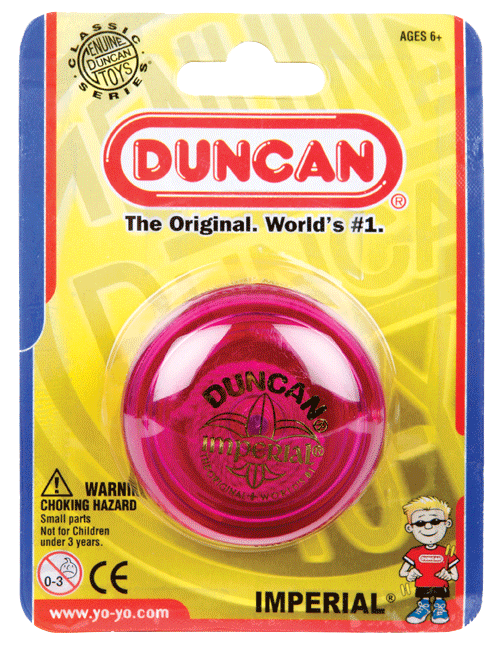 CLASSIC
GENUINE
DUNCAN
TOYS
SERIES
AGES 6+
DUNCAN®
The Original. World's #1.
DUNCAN®
IMPERIAL®
WARNING
CHOKING HAZARD
Small parts
Not for Children
under 3 years.
0-3
CE
DUNCAN
www.yo-yo.com
IMPERIAL®